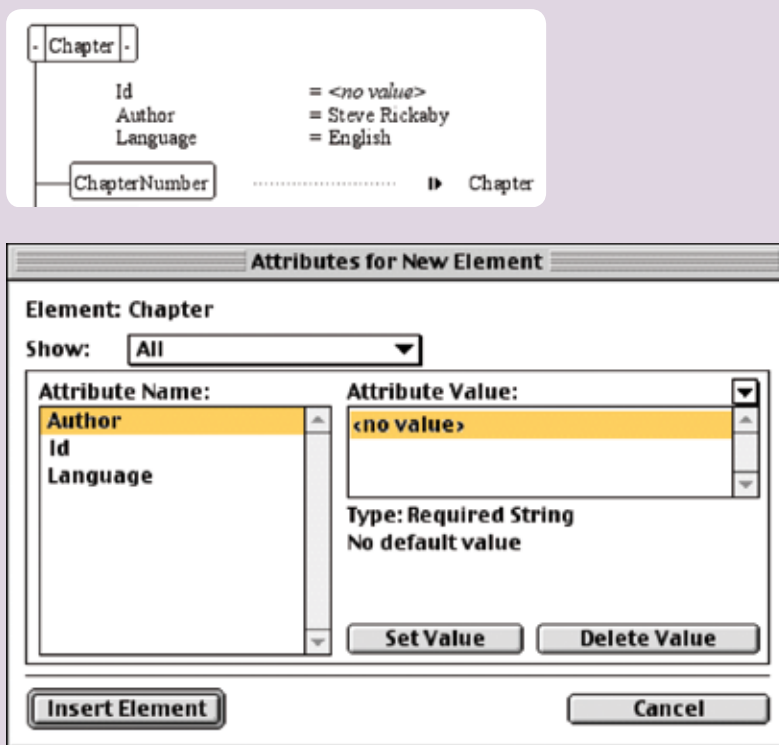 - Chapter -
Id = <no value>
Author = Steve Rickaby
Language = English
ChapterNumber Chapter
Attributes for New Element
Element: Chapter
Show: All
Attribute Name: Attribute Value:
Author <no value>
Id
Language
Type: Required String
No default value
Set Value Delete Value
Insert Element Cancel